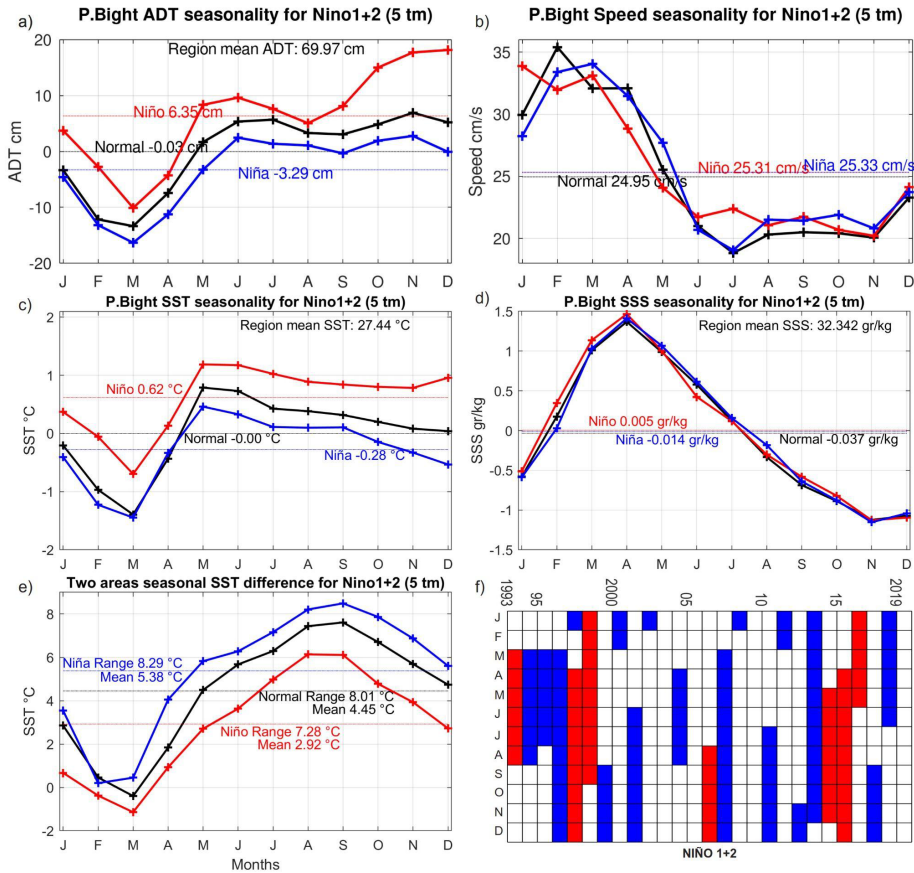 a)
P.Bight ADT seasonality for Nino1+2 (5 tm)
20
10
0
-10
-20
ADT cm
Region mean ADT: 69.97 cm
Niño 6.35 cm
Normal -0.03 cm
Niña -3.29 cm
J F M A M J J A S O N D
b)
P.Bight Speed seasonality for Nino1+2 (5 tm)
35
30
25
20
Speed cm/s
Niño 25.31 cm/s
Niña 25.33 cm/s
Normal 24.95 cm/s
J F M A M J J A S O N D
c)
P.Bight SST seasonality for Nino1+2 (5 tm)
2
1
0
-1
-2
SST °C
Region mean SST: 27.44 °C
Niño 0.62 °C
Normal -0.00 °C
Niña -0.28 °C
J F M A M J J A S O N D
d)
P.Bight SSS seasonality for Nino1+2 (5 tm)
1.5
1
0.5
0
-0.5
-1
-1.5
SSS gr/kg
Region mean SSS: 32.342 gr/kg
Niño 0.005 gr/kg
Niña -0.014 gr/kg
Normal -0.037 gr/kg
J F M A M J J A S O N D
e)
Two areas seasonal SST difference for Nino1+2 (5 tm)
8
6
4
2
0
-2
SST °C
Niña Range 8.29 °C
Mean 5.38 °C
Normal Range 8.01 °C
Mean 4.45 °C
Niño Range 7.28 °C
Mean 2.92 °C
J F M A M J J A S O N D
Months
f)
1993 95 2000 05 10 15 2019
J
F
M
A
M
J
J
A
S
O
N
D
NIÑO 1+2